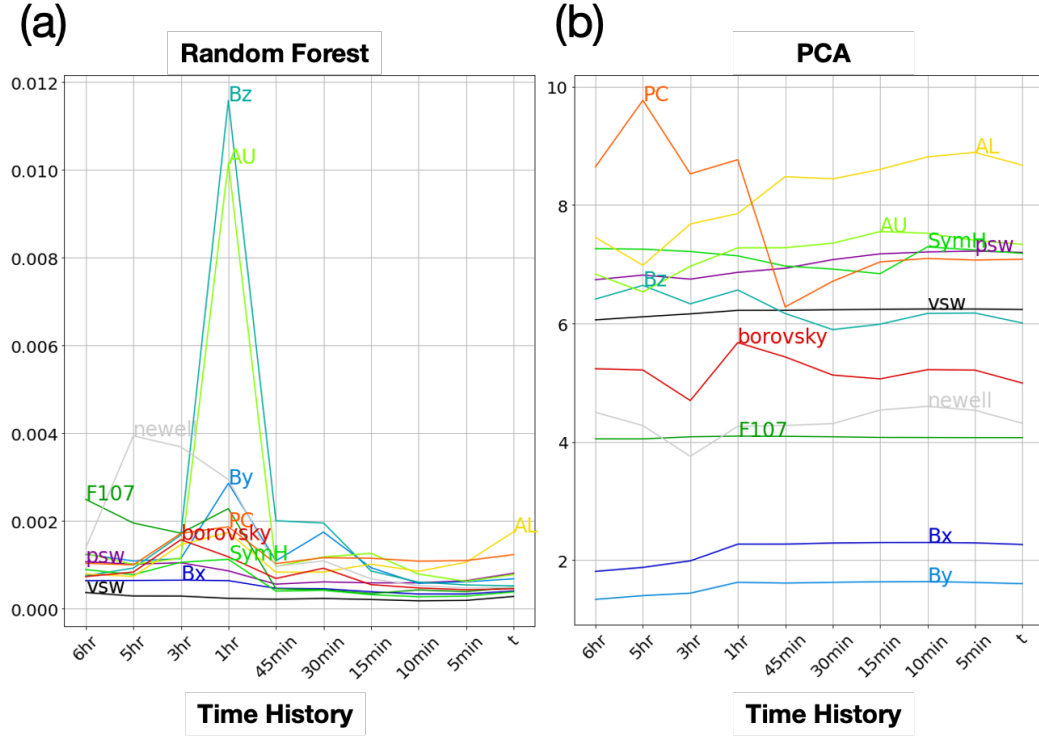 (a)
Random Forest
0.012
0.010
0.008
0.006
0.004
0.002
0.000
Bz
AU
newell
By
F107
PC
AL
borovsky
SymH
psw
Bx
vsw
6hr
5hr
3hr
1hr
45min
30min
15min
10min
5min
t
Time History
(b)
PCA
10
8
6
4
2
PC
AL
AU
SymH
psw
Bz
vsw
borovsky
newell
F107
Bx
By
6hr
5hr
3hr
1hr
45min
30min
15min
10min
5min
t
Time History